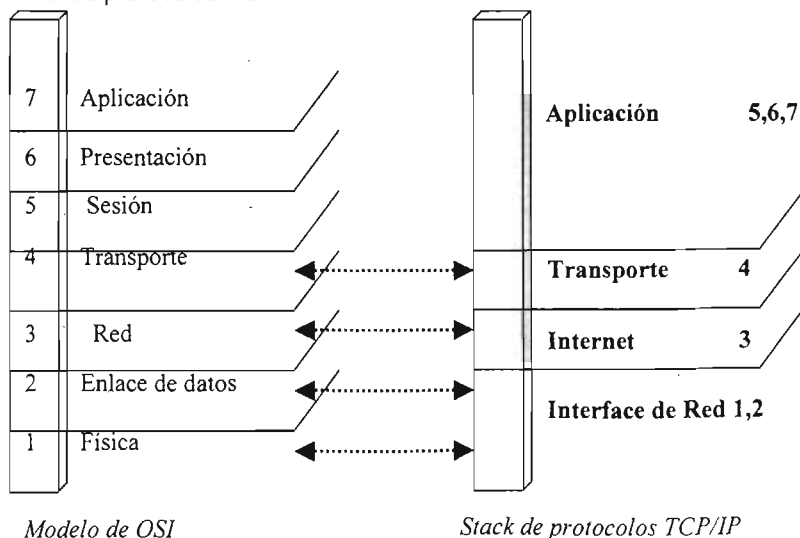 7 Aplicación
6 Presentación
5 Sesión
4 Transporte
3 Red
2 Enlace de datos
1 Física
Modelo de OSI
Aplicación 5,6,7
Transporte 4
Internet 3
Interface de Red 1,2
Stack de protocolos TCP/IP